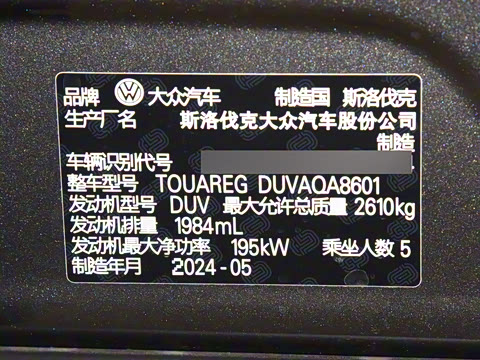 品牌 大众汽车 制造国 斯洛伐克
生产厂名 斯洛伐克大众汽车股份公司
制造
车辆识别代号
整车型号 TOUAREG DUVAQA8601
发动机型号 DUV 最大允许总质量 2610kg
发动机排量 1984mL
发动机最大净功率 195kW 乘坐人数 5
制造年月 2024-05